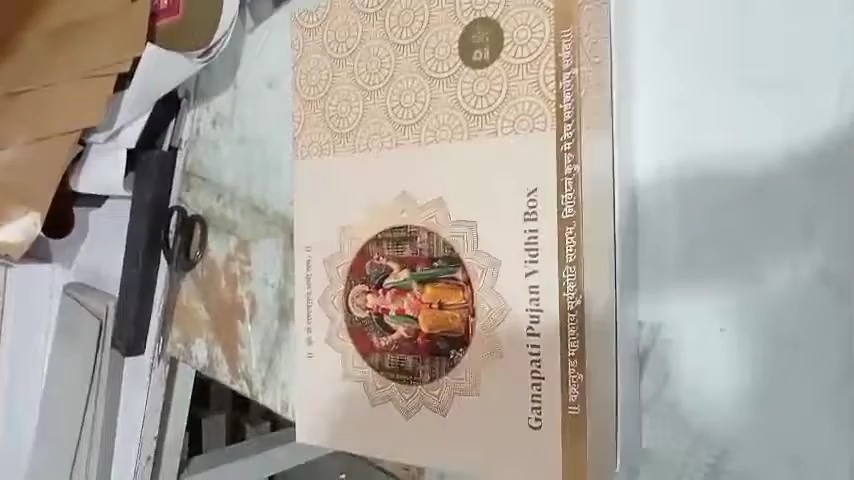 Ganapati Pujan Vidhi Box
|| वक्रतुण्ड महाकाय सूर्यकोटि समप्रभ, निर्विघ्नं कुरु मे देव सर्वकार्येषु सर्वदा ||